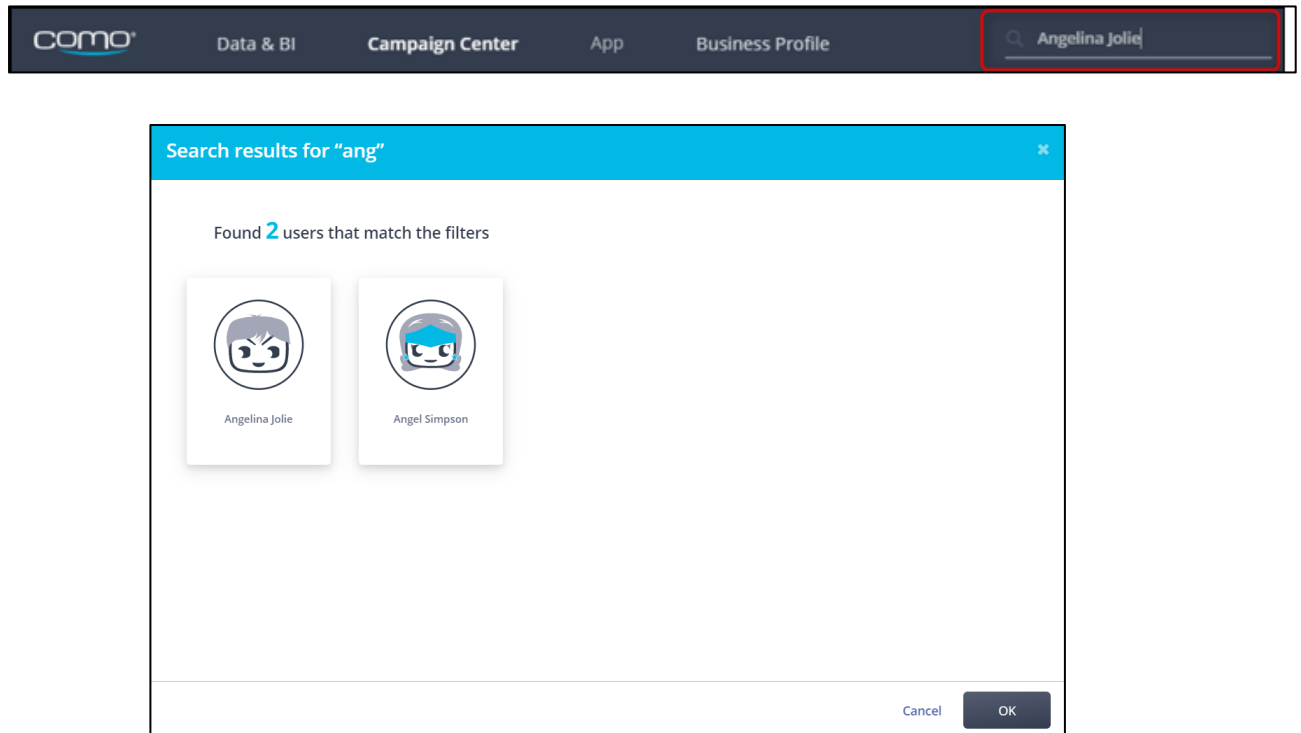 como Data & BI Campaign Center App Business Profile Angelina Jolie
Search results for “ang”
Found 2 users that match the filters
Angelina Jolie Angel Simpson
Cancel OK